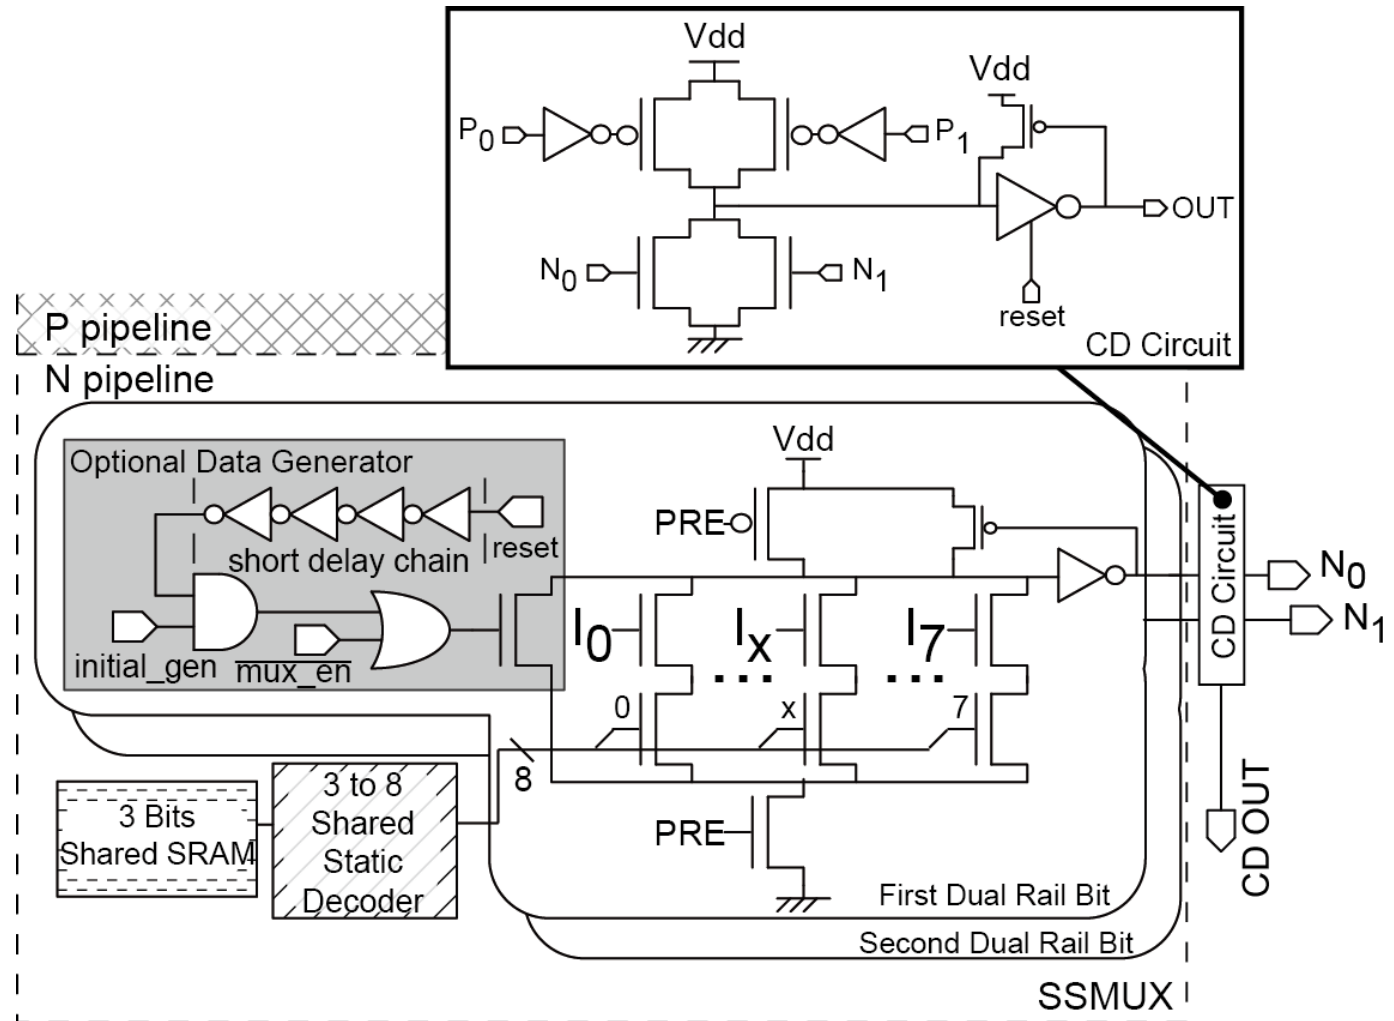 Vdd
Vdd
P0
P1
OUT
N0
N1
reset
CD Circuit
P pipeline
N pipeline
Optional Data Generator
reset
short delay chain
initial_gen
mux_en
Vdd
PRE
I0
Ix
I7
... ...
0
x
7
8
PRE
3 Bits
Shared SRAM
3 to 8
Shared
Static
Decoder
First Dual Rail Bit
Second Dual Rail Bit
SSMUX
CD Circuit
N0
N1
CD OUT